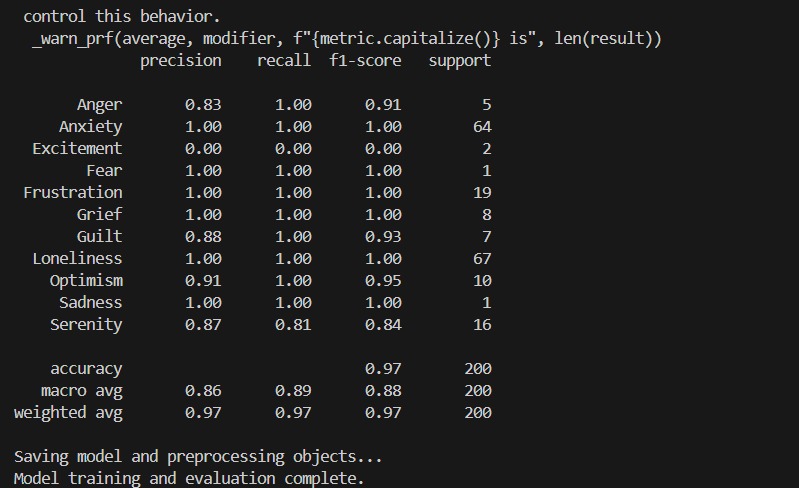 control this behavior.
_warn_prf(average, modifier, f"{metric.capitalize()} is", len(result))
precision recall f1-score support
Anger 0.83 1.00 0.91 5
Anxiety 1.00 1.00 1.00 64
Excitement 0.00 0.00 0.00 2
Fear 1.00 1.00 1.00 1
Frustration 1.00 1.00 1.00 19
Grief 1.00 1.00 1.00 8
Guilt 0.88 1.00 0.93 7
Loneliness 1.00 1.00 1.00 67
Optimism 0.91 1.00 0.95 10
Sadness 1.00 1.00 1.00 1
Serenity 0.87 0.81 0.84 16
accuracy 0.97 200
macro avg 0.86 0.89 0.88 200
weighted avg 0.97 0.97 0.97 200
Saving model and preprocessing objects...
Model training and evaluation complete.